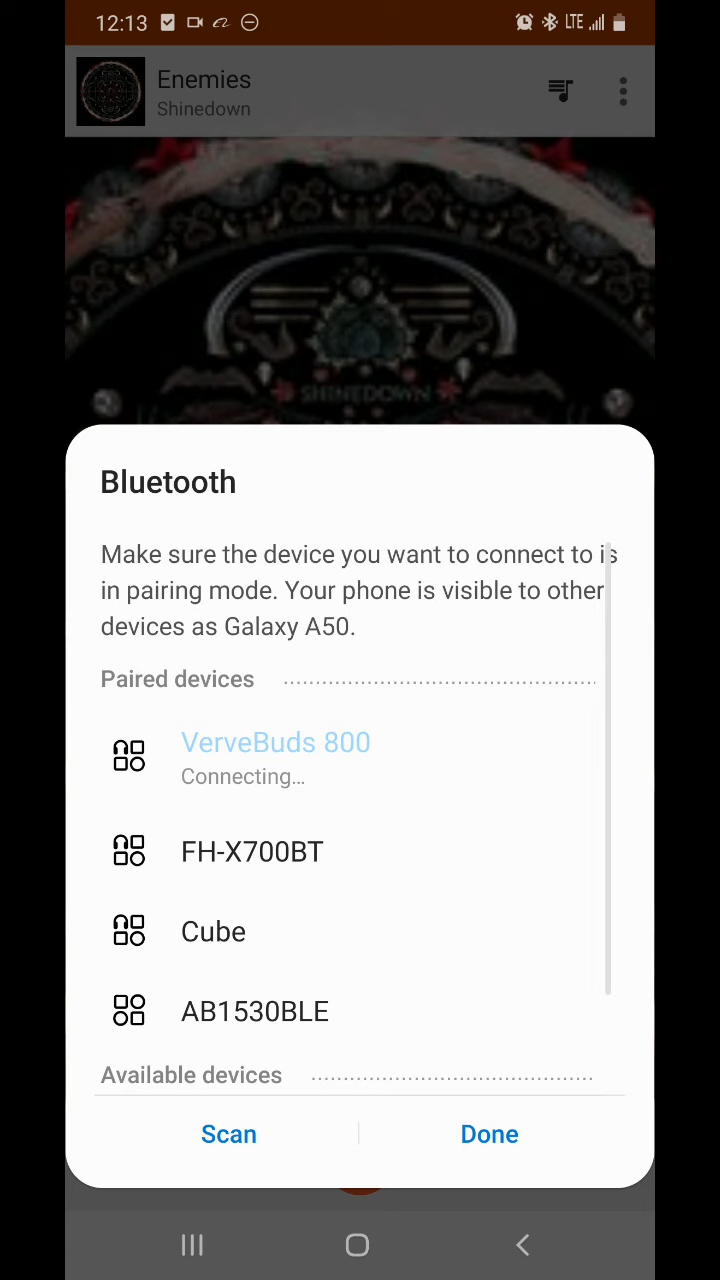 12:13
LTE
Enemies
Shinedown
SHINEDOWN
Bluetooth
Make sure the device you want to connect to is
in pairing mode. Your phone is visible to other
devices as Galaxy A50.
Paired devices
VerveBuds 800
Connecting...
FH-X700BT
Cube
AB1530BLE
Available devices
Scan
Done